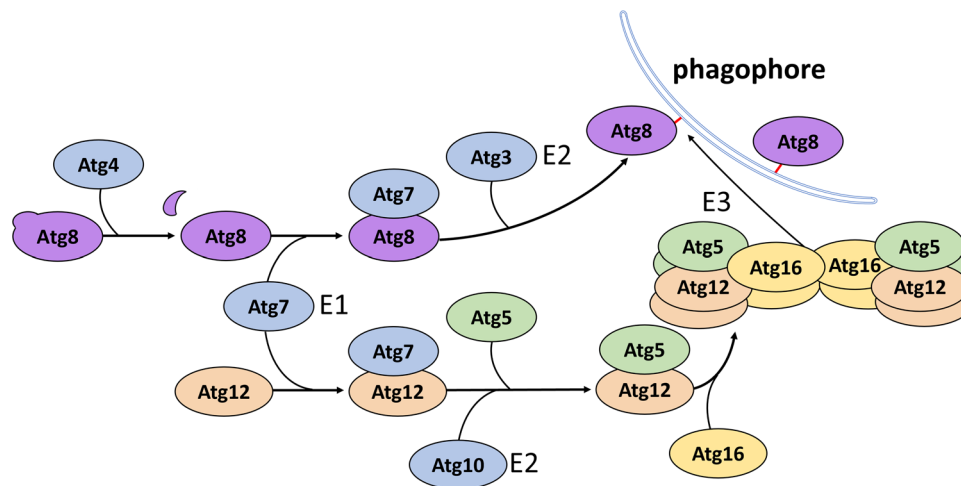 phagophore
Atg8
Atg8
Atg3
E2
Atg4
Atg7
Atg8
Atg8
Atg8
E3
Atg5
Atg5
Atg16
Atg16
Atg12
Atg12
Atg7
E1
Atg5
Atg7
Atg5
Atg12
Atg12
Atg12
Atg10
E2
Atg16